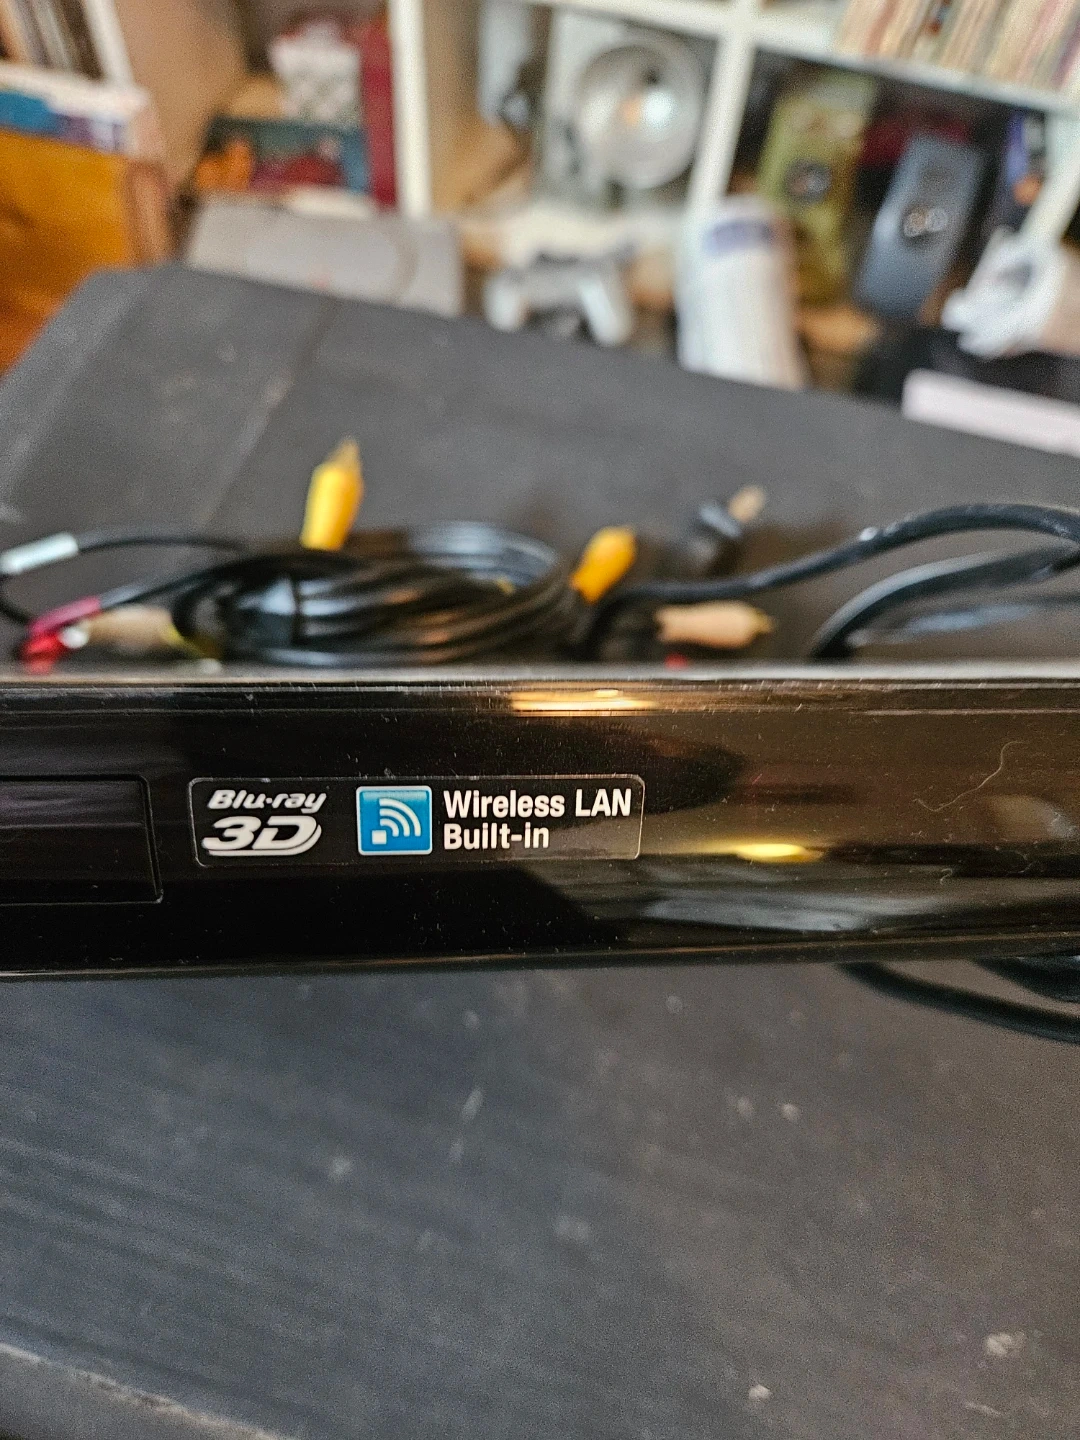 Blu-ray
3D
Wireless LAN
Built-in